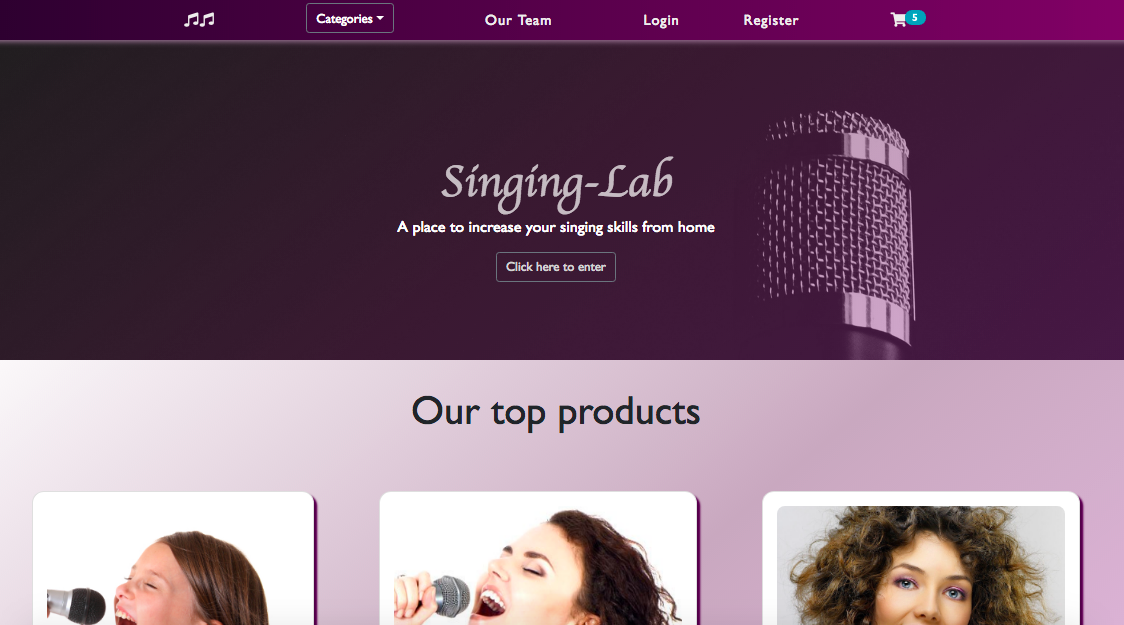 Categories
Our Team
Login
Register
5
Singing-Lab
A place to increase your singing skills from home
Click here to enter
Our top products